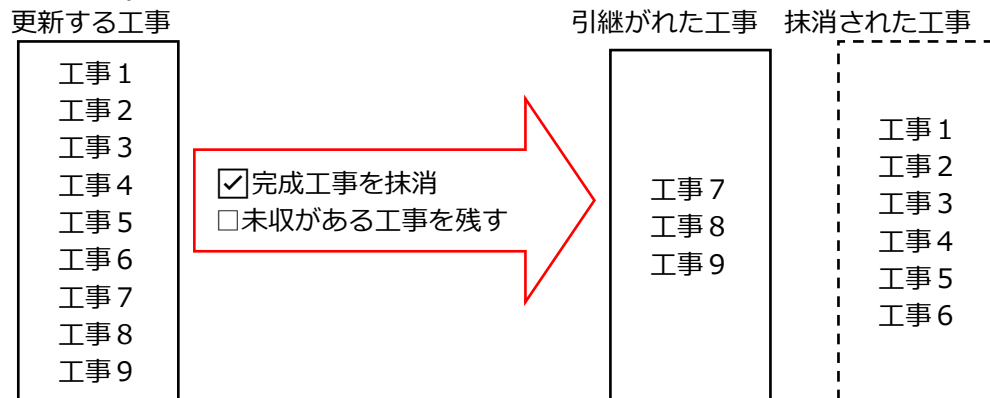 更新する工事
工事1
工事2
工事3
工事4
工事5
工事6
工事7
工事8
工事9
☑完成工事を抹消
□未収がある工事を残す
引継がれた工事
工事7
工事8
工事9
抹消された工事
工事1
工事2
工事3
工事4
工事5
工事6